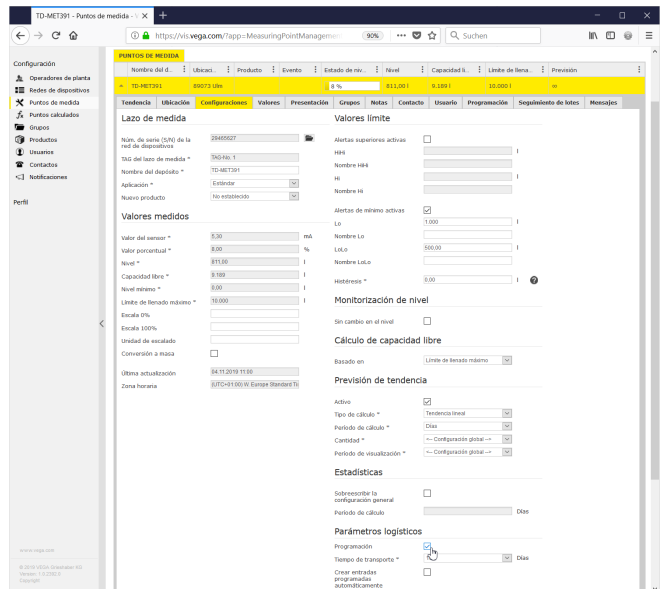 TD-MET391 - Puntos de medida - V
https://vis.vega.com/?app=MeasuringPointManagemen
90%
Suchen
Configuración
Operadores de planta
Redes de dispositivos
Puntos de medida
Puntos calculados
Grupos
Productos
Usuarios
Contactos
Notificaciones
Perfil
www.vega.com
Copyright
PUNTOS DE MEDIDA
Nombre del d.. Ubicaci.. Producto Evento Estado de niv... Nivel Capacidad li.. Límite de llena.. Previsión
TD-MET391 89073 Ulm 8 % 811,00 l 9.189 l 10.000 l ∞
Tendencia Ubicación Configuraciones Valores Presentación Grupos Notas Contacto Usuario Programación Seguimiento de lotes Mensajes
Lazo de medida
Núm. de serie (S/N) de la
red de dispositivos
28465627
TAG del lazo de medida * TAG-No. 1
Nombre del depósito * TD-MET391
Aplicación * Estándar
Nuevo producto No establecido
Valores medidos
Valor del sensor * 5,30 mA
Valor porcentual * 8,00 %
Nivel * 811,00 l
Capacidad libre * 9.189 l
Nivel mínimo * 0,00 l
Límite de llenado máximo * 10.000 l
Escala 0%
Escala 100%
Unidad de escalado
Conversión a masa
Última actualización 04.11.2019 11:00
Zona horaria (UTC+01:00) W. Europe Standard Ti
Valores límite
Alertas superiores activas
HiHi l
Nombre HiHi
Hi l
Nombre Hi
Alertas de mínimo activas
Lo 1.000 l
Nombre Lo
LoLo 500,00 l
Nombre LoLo
Histéresis * 0,00 l
Monitorización de nivel
Sin cambio en el nivel
Cálculo de capacidad libre
Basado en Límite de llenado máximo
Previsión de tendencia
Activo
Tipo de cálculo * Tendencia lineal
Período de cálculo * Días
Cantidad * <-- Configuración global -->
Período de visualización * <-- Configuración global -->
Estadísticas
Sobreescribir la
configuración general
Período de cálculo Días
Parámetros logísticos
Programación
Tiempo de transporte * Días
Crear entradas
programadas
automáticamente